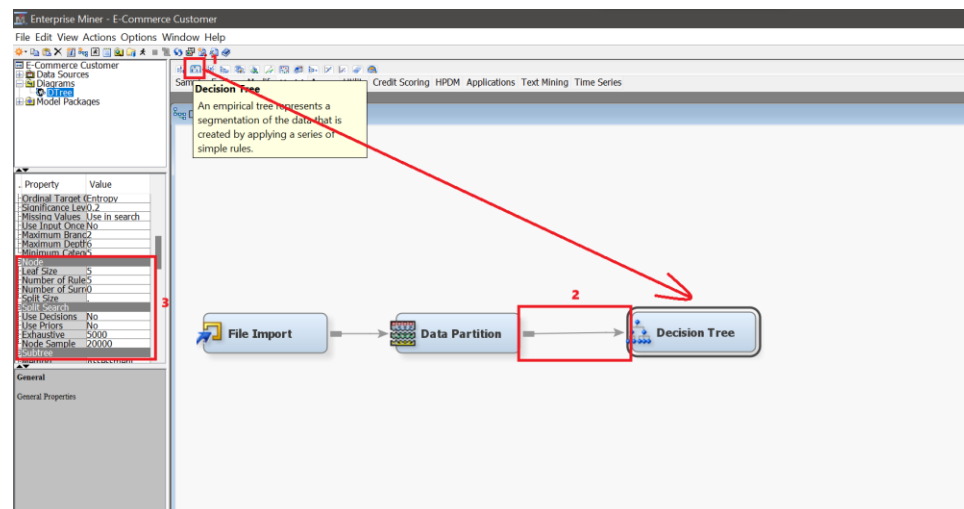 Enterprise Miner - E-Commerce Customer
File Edit View Actions Options Window Help
1
E-Commerce Customer
Data Sources
Diagrams
DTree
Model Packages
Credit Scoring HPDM Applications Text Mining Time Series
Decision Tree
An empirical tree represents a
segmentation of the data that is
created by applying a series of
simple rules.
. Property Value
Ordinal Target Entropy
Significance Lev 0.2
Missing Values Use in search
Use Input Once No
Maximum Branc 2
Maximum Depth 6
Minimum Categ 5
Node
Leaf Size 5
Number of Rule 5
Number of Surr 0
Split Size .
Split Search
Use Decisions No
Use Priors No
Exhaustive 5000
Node Sample 20000
Subtree
3
General
General Properties
2
File Import
Data Partition
Decision Tree